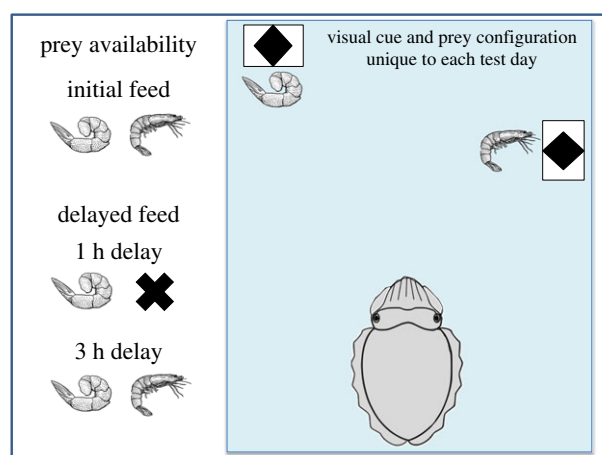 prey availability
initial feed
delayed feed
1 h delay
3 h delay
visual cue and prey configuration
unique to each test day